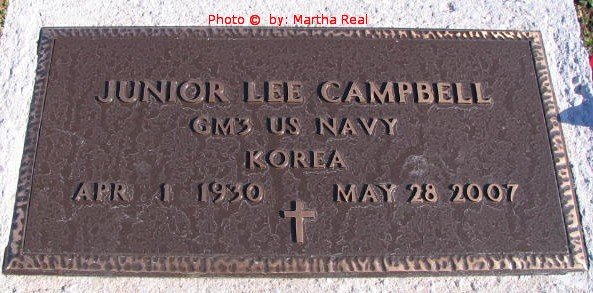 Photo © by: Martha Real
JUNIOR LEE CAMPBELL
GM3 US NAVY
KOREA
APR 1 1930 MAY 28 2007